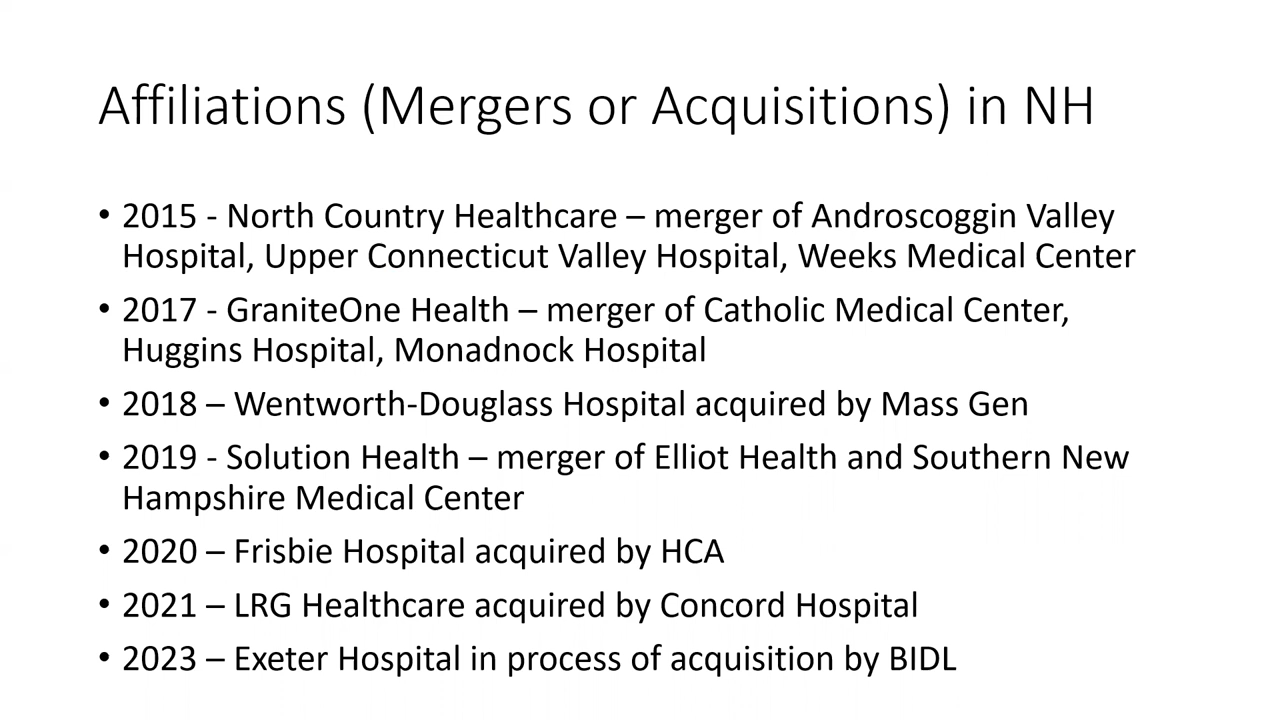 Affiliations (Mergers or Acquisitions) in NH
• 2015 - North Country Healthcare – merger of Androscoggin Valley
Hospital, Upper Connecticut Valley Hospital, Weeks Medical Center
• 2017 - GraniteOne Health – merger of Catholic Medical Center,
Huggins Hospital, Monadnock Hospital
• 2018 – Wentworth-Douglass Hospital acquired by Mass Gen
• 2019 - Solution Health – merger of Elliot Health and Southern New
Hampshire Medical Center
• 2020 – Frisbie Hospital acquired by HCA
• 2021 – LRG Healthcare acquired by Concord Hospital
• 2023 – Exeter Hospital in process of acquisition by BIDL